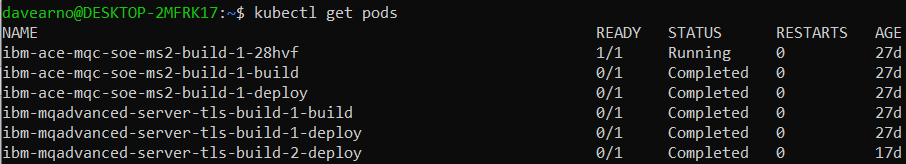 davearno@DESKTOP-2MFRK17:~$ kubectl get pods
NAME READY STATUS RESTARTS AGE
ibm-ace-mqc-soe-ms2-build-1-28hvf 1/1 Running 0 27d
ibm-ace-mqc-soe-ms2-build-1-build 0/1 Completed 0 27d
ibm-ace-mqc-soe-ms2-build-1-deploy 0/1 Completed 0 27d
ibm-mqadvanced-server-tls-build-1-build 0/1 Completed 0 27d
ibm-mqadvanced-server-tls-build-1-deploy 0/1 Completed 0 27d
ibm-mqadvanced-server-tls-build-2-deploy 0/1 Completed 0 17d